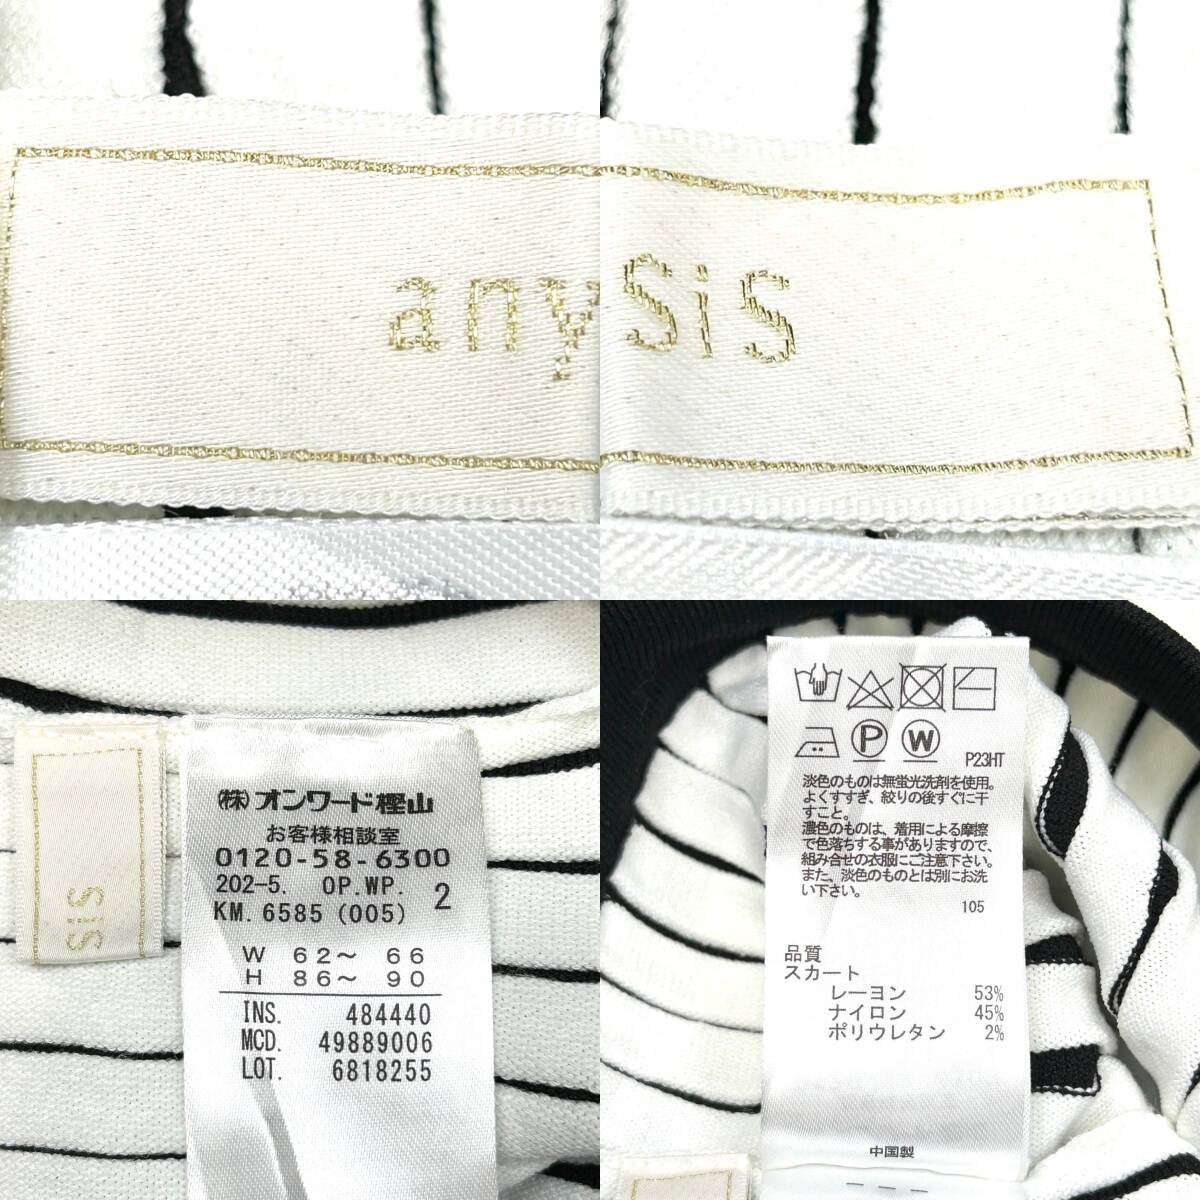 any sis
sis
㈱オンワード樫山
お客様相談室
0120-58-6300
202-5. OP.WP. 2
KM. 6585 (005)
W 62～ 66
H 86～ 90
INS. 484440
MCD. 49889006
LOT. 6818255
P W
P23HT
淡色のものは無蛍光洗剤を使用。
よくすすぎ、絞りの後すぐに干
すこと。
濃色のものは、着用による摩擦
で色落ちする事がありますので、
組み合せの衣服にご注意下さい。
また、淡色のものとは別にお洗
い下さい。
105
品質
スカート
レーヨン 53%
ナイロン 45%
ポリウレタン 2%
中国製